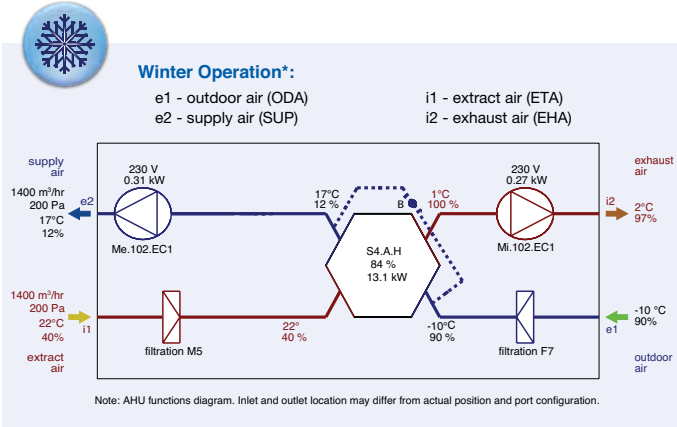 Winter Operation*:
e1 - outdoor air (ODA)
e2 - supply air (SUP)
i1 - extract air (ETA)
i2 - exhaust air (EHA)
supply
air
1400 m³/hr
200 Pa
17°C
12%
e2
230 V
0.31 kW
Me.102.EC1
17°C
12 %
B
1°C
100 %
230 V
0.27 kW
Mi.102.EC1
exhaust
air
i2
2°C
97%
S4.A.H
84 %
13.1 kW
1400 m³/hr
200 Pa
22°C
40%
i1
extract
air
filtration M5
22°
40 %
-10°C
90 %
filtration F7
-10 °C
90%
e1
outdoor
air
Note: AHU functions diagram. Inlet and outlet location may differ from actual position and port configuration.